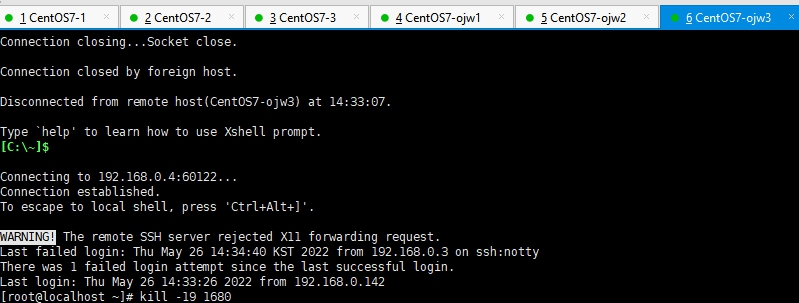 1 CentOS7-1 × 2 CentOS7-2 × 3 CentOS7-3 × 4 CentOS7-ojw1 × 5 CentOS7-ojw2 × 6 CentOS7-ojw3 ×
Connection closing...Socket close.
Connection closed by foreign host.
Disconnected from remote host(CentOS7-ojw3) at 14:33:07.
Type `help' to learn how to use Xshell prompt.
[C:\~]$
Connecting to 192.168.0.4:60122...
Connection established.
To escape to local shell, press 'Ctrl+Alt+]'.
WARNING! The remote SSH server rejected X11 forwarding request.
Last failed login: Thu May 26 14:34:40 KST 2022 from 192.168.0.3 on ssh:notty
There was 1 failed login attempt since the last successful login.
Last login: Thu May 26 14:33:26 2022 from 192.168.0.142
[root@localhost ~]# kill -19 1680